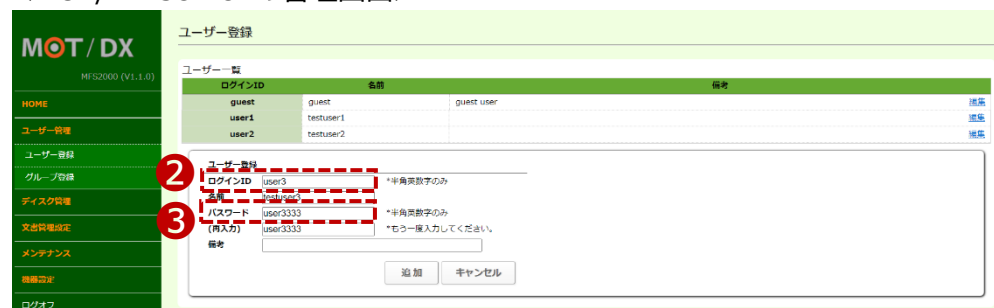 ユーザー登録
MOT/DX
MFS2000 (V1.1.0)
HOME
ユーザー管理
ユーザー登録
グループ登録
ディスク管理
文書管理設定
メンテナンス
機器設定
ログオフ
ユーザー一覧
ログインID 名前 備考
guest guest guest user 編集
user1 testuser1 編集
user2 testuser2 編集
ユーザー登録
2 ログインID user3 *半角英数字のみ
名前 testuser3
3 パスワード user3333 *半角英数字のみ
(再入力) user3333 *もう一度入力してください。
備考
追加 キャンセル